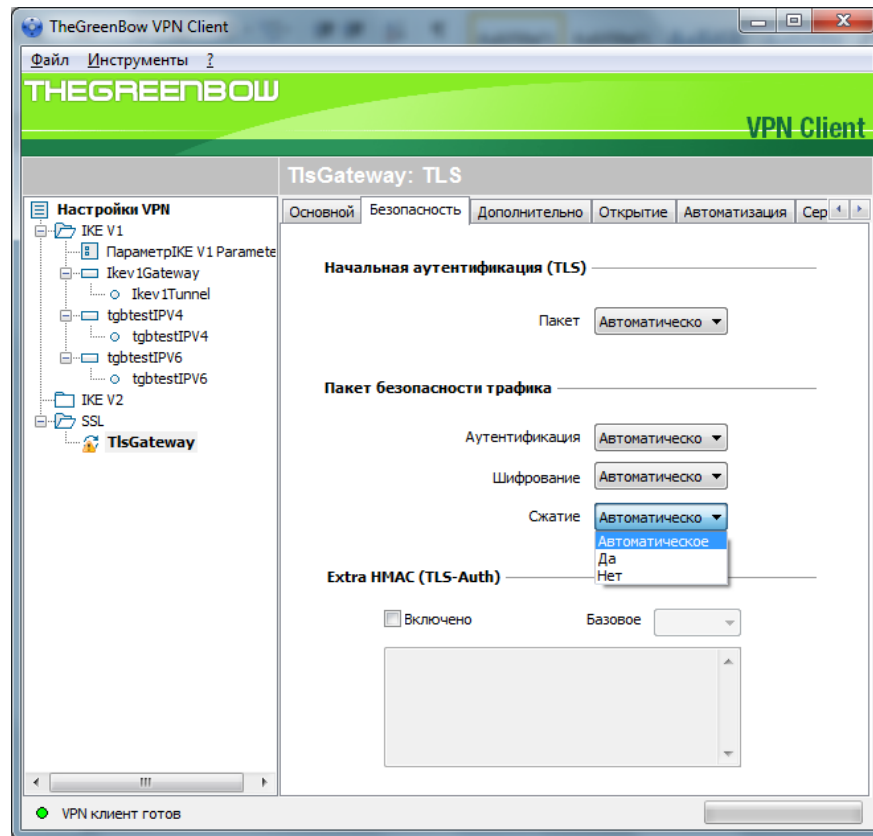 TheGreenBow VPN Client
Файл Инструменты ?
THEGREENBOW
VPN Client
TlsGateway: TLS
Настройки VPN
IKE V1
ПараметрIKE V1 Paramete
Ikev1Gateway
Ikev1Tunnel
tgbtestIPV4
tgbtestIPV4
tgbtestIPV6
tgbtestIPV6
IKE V2
SSL
TlsGateway
Основной Безопасность Дополнительно Открытие Автоматизация Сер
Начальная аутентификация (TLS)
Пакет Автоматическо
Пакет безопасности трафика
Аутентификация Автоматическо
Шифрование Автоматическо
Сжатие Автоматическо
Автоматическое
Да
Нет
Extra HMAC (TLS-Auth)
Включено Базовое
VPN клиент готов